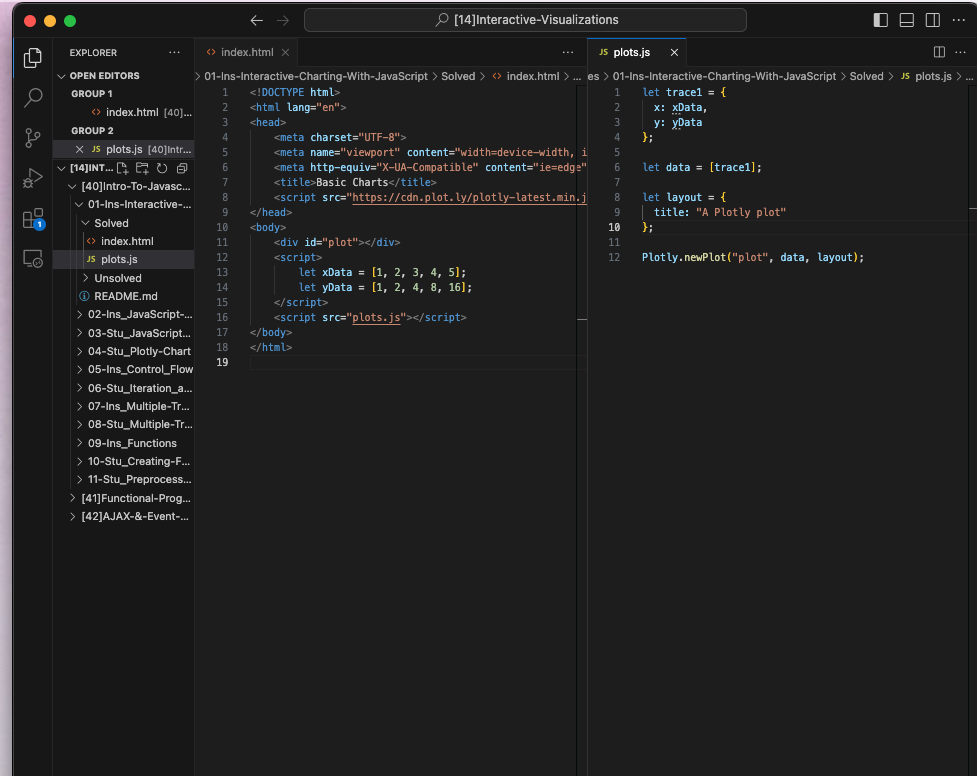 [14]Interactive-Visualizations
EXPLORER
OPEN EDITORS
GROUP 1
index.html [40]...
GROUP 2
JS plots.js [40]Intr...
[14]INT...
[40]Intro-To-Javasc...
01-Ins-Interactive-...
Solved
index.html
JS plots.js
Unsolved
README.md
02-Ins_JavaScript-...
03-Stu_JavaScript...
04-Stu_Plotly-Chart
05-Ins_Control_Flow
06-Stu_Iteration_a...
07-Ins_Multiple-Tr...
08-Stu_Multiple-Tr...
09-Ins_Functions
10-Stu_Creating-F...
11-Stu_Preprocess...
[41]Functional-Prog...
[42]AJAX-&-Event-...
1
index.html
01-Ins-Interactive-Charting-With-JavaScript > Solved > index.html > ...
1 <!DOCTYPE html>
2 <html lang="en">
3 <head>
4 <meta charset="UTF-8">
5 <meta name="viewport" content="width=device-width, i
6 <meta http-equiv="X-UA-Compatible" content="ie=edge"
7 <title>Basic Charts</title>
8 <script src="https://cdn.plot.ly/plotly-latest.min.j
9 </head>
10 <body>
11 <div id="plot"></div>
12 <script>
13 let xData = [1, 2, 3, 4, 5];
14 let yData = [1, 2, 4, 8, 16];
15 </script>
16 <script src="plots.js"></script>
17 </body>
18 </html>
19
JS plots.js
es > 01-Ins-Interactive-Charting-With-JavaScript > Solved > JS plots.js > ...
1 let trace1 = {
2 x: xData,
3 y: yData
4 };
5
6 let data = [trace1];
7
8 let layout = {
9 title: "A Plotly plot"
10 };
11
12 Plotly.newPlot("plot", data, layout);